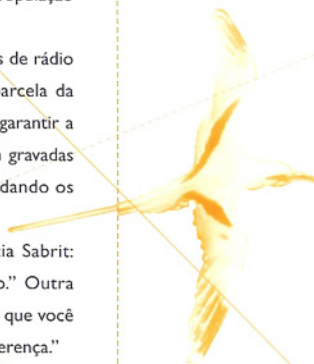 s de rádio
arcela da
garantir a
gravadas
dando os
ia Sabrit:
o." Outra
que você
erença."